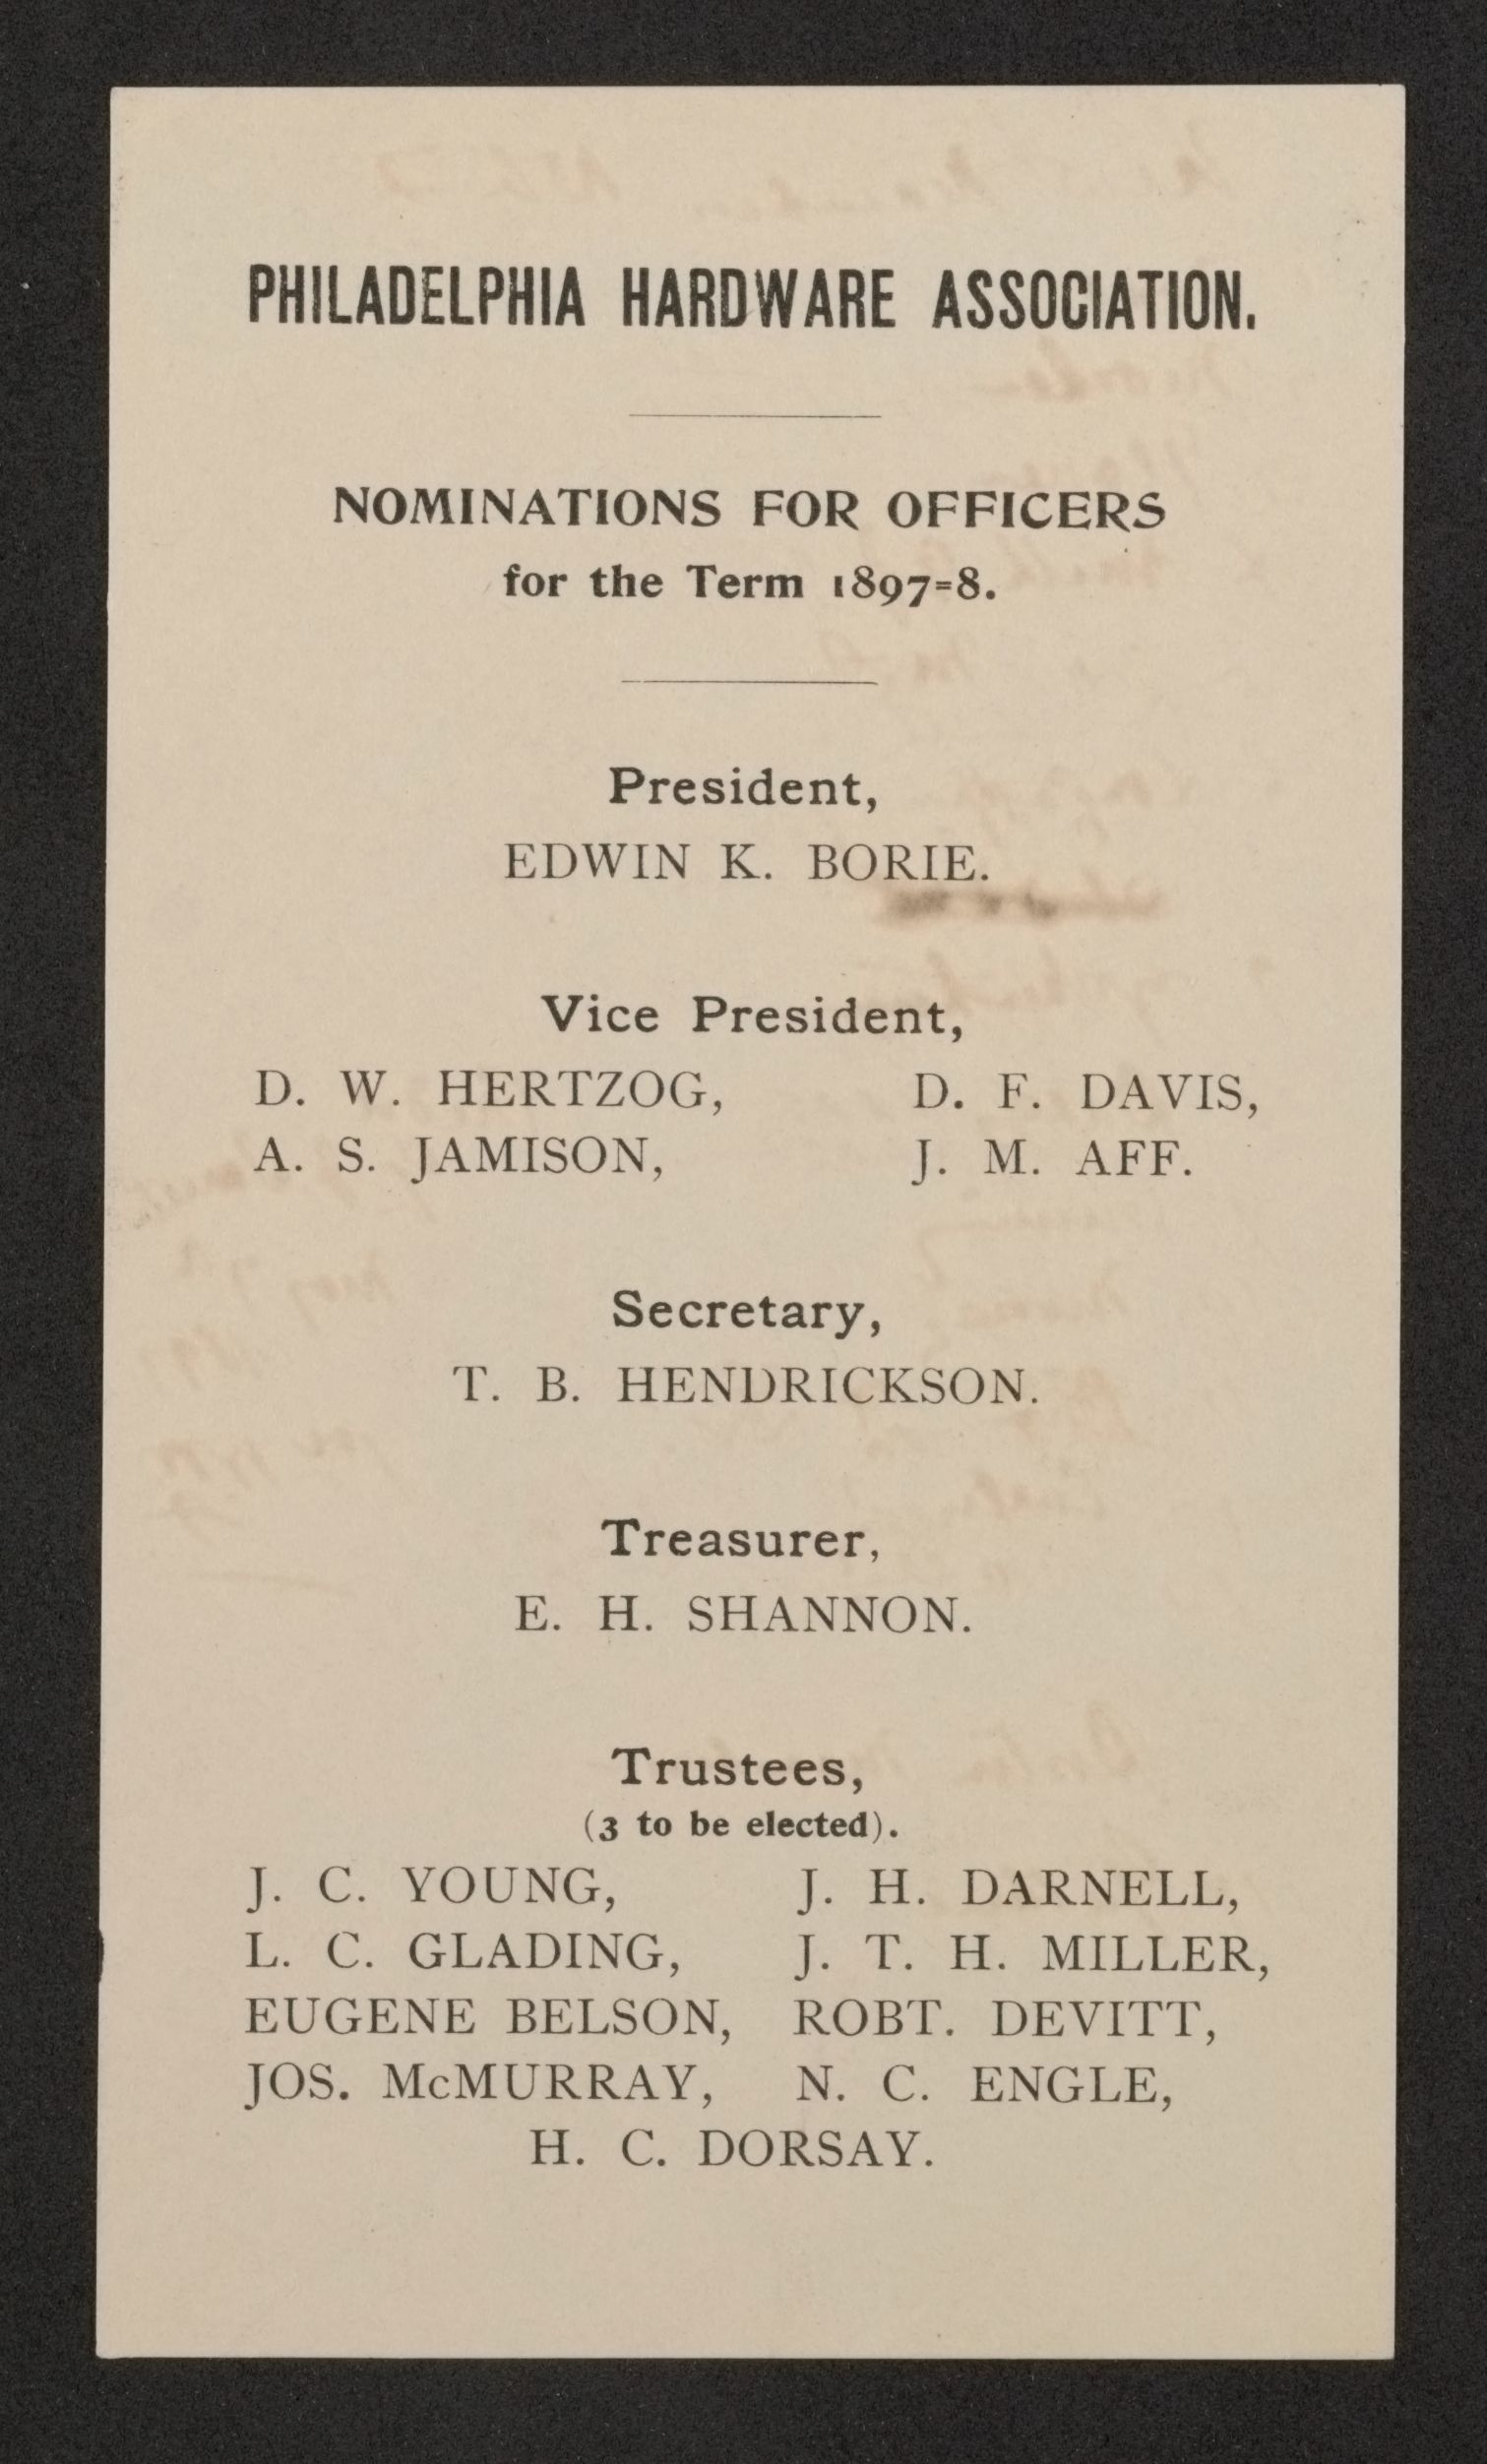 PHILADELPHIA HARDWARE ASSOCIATION.
NOMINATIONS FOR OFFICERS
for the Term 1897=8.
President,
EDWIN K. BORIE.
Vice President,
D. W. HERTZOG, D. F. DAVIS,
A. S. JAMISON, J. M. AFF.
Secretary,
T. B. HENDRICKSON.
Treasurer,
E. H. SHANNON.
Trustees,
(3 to be elected).
J. C. YOUNG, J. H. DARNELL,
L. C. GLADING, J. T. H. MILLER,
EUGENE BELSON, ROBT. DEVITT,
JOS. McMURRAY, N. C. ENGLE,
H. C. DORSAY.